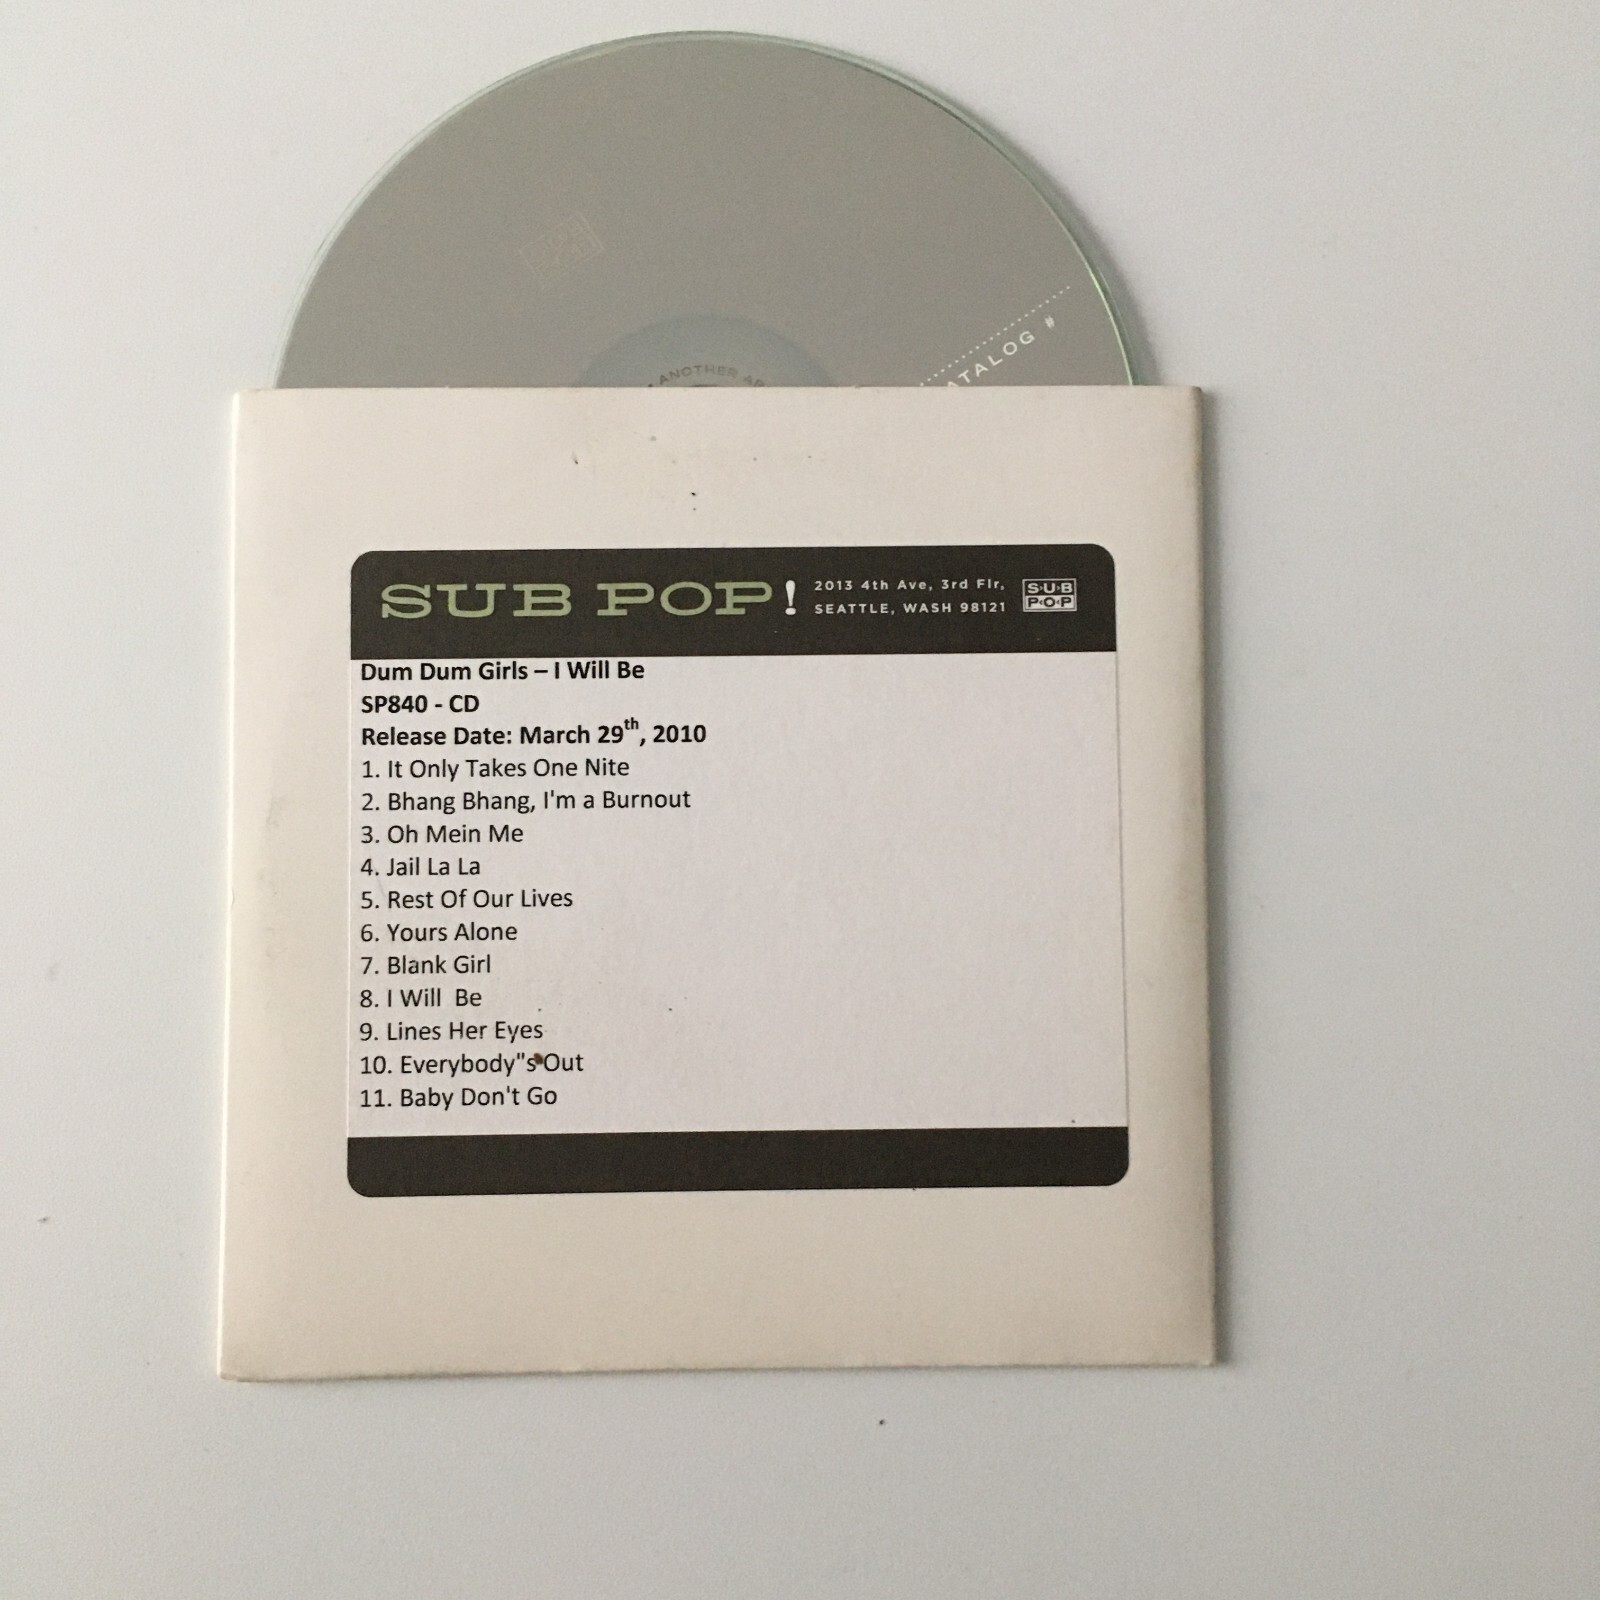 ATALOG #
ANOTHER
SUB POP! 2013 4th Ave, 3rd Flr,
SEATTLE, WASH 98121
SUB
POP
Dum Dum Girls – I Will Be
SP840 - CD
Release Date: March 29th, 2010
1. It Only Takes One Nite
2. Bhang Bhang, I'm a Burnout
3. Oh Mein Me
4. Jail La La
5. Rest Of Our Lives
6. Yours Alone
7. Blank Girl
8. I Will  Be
9. Lines Her Eyes
10. Everybody"s Out
11. Baby Don't Go